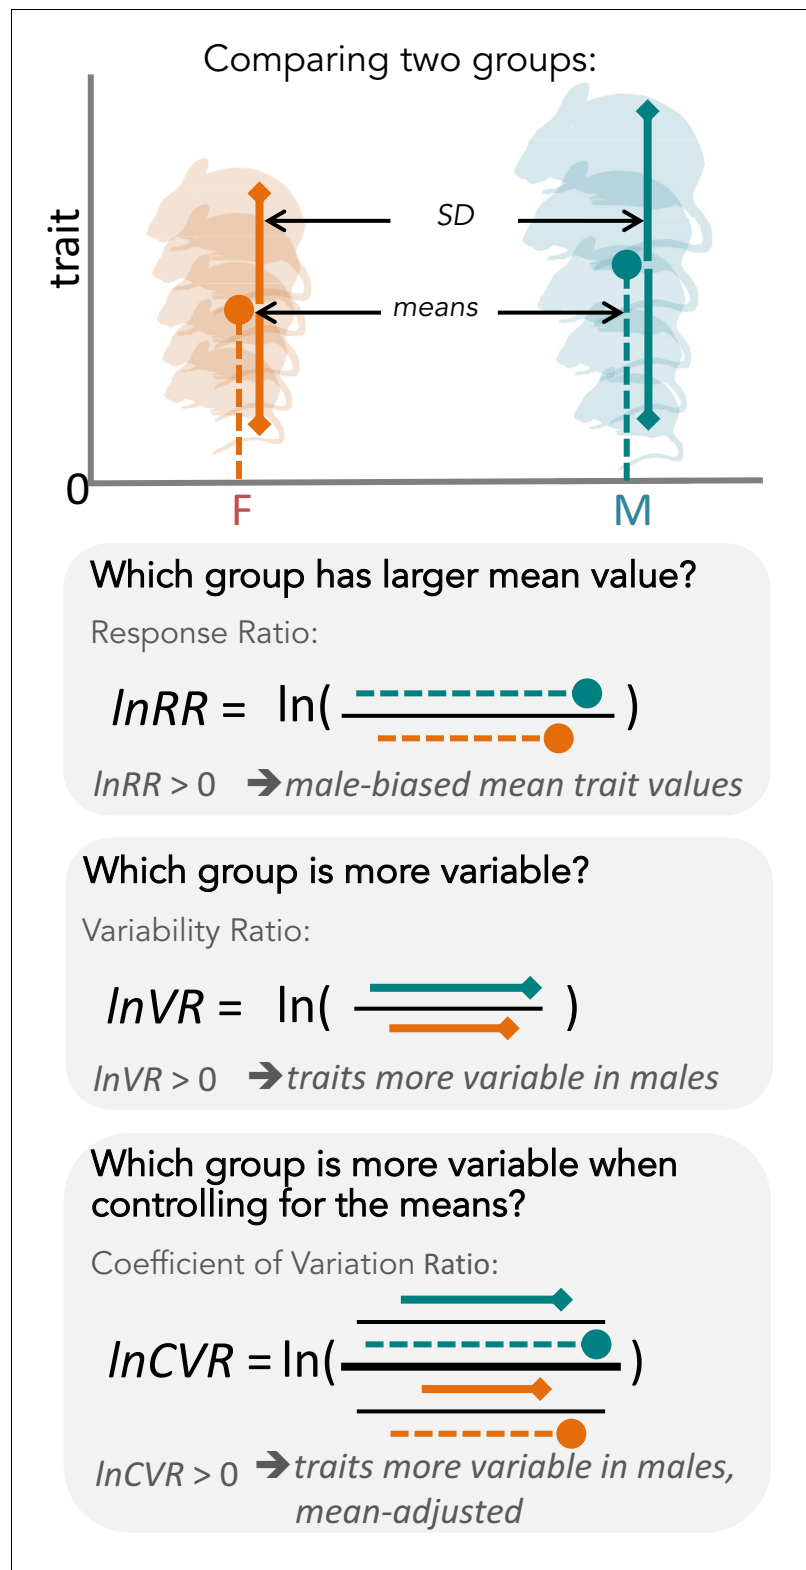 Comparing two groups:
trait
SD
means
0
F
M
Which group has larger mean value?
Response Ratio:
lnRR = ln( )
lnRR > 0 ➔ male-biased mean trait values
Which group is more variable?
Variability Ratio:
lnVR = ln( )
lnVR > 0 ➔ traits more variable in males
Which group is more variable when
controlling for the means?
Coefficient of Variation Ratio:
lnCVR = ln( )
lnCVR > 0 ➔ traits more variable in males,
mean-adjusted